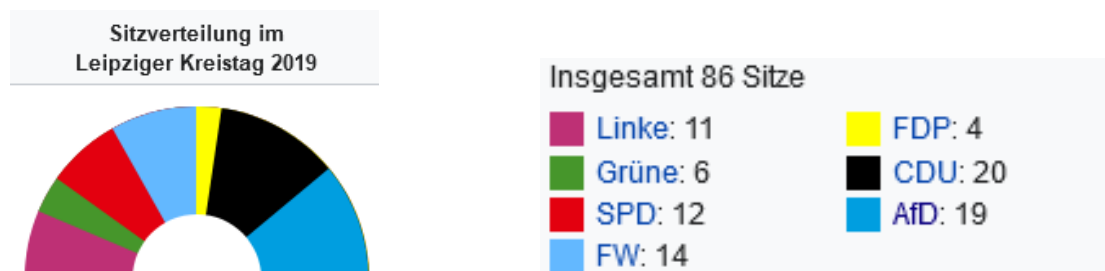 Sitzverteilung im
Leipziger Kreistag 2019
Insgesamt 86 Sitze
Linke: 11
Grüne: 6
SPD: 12
FW: 14
FDP: 4
CDU: 20
AfD: 19